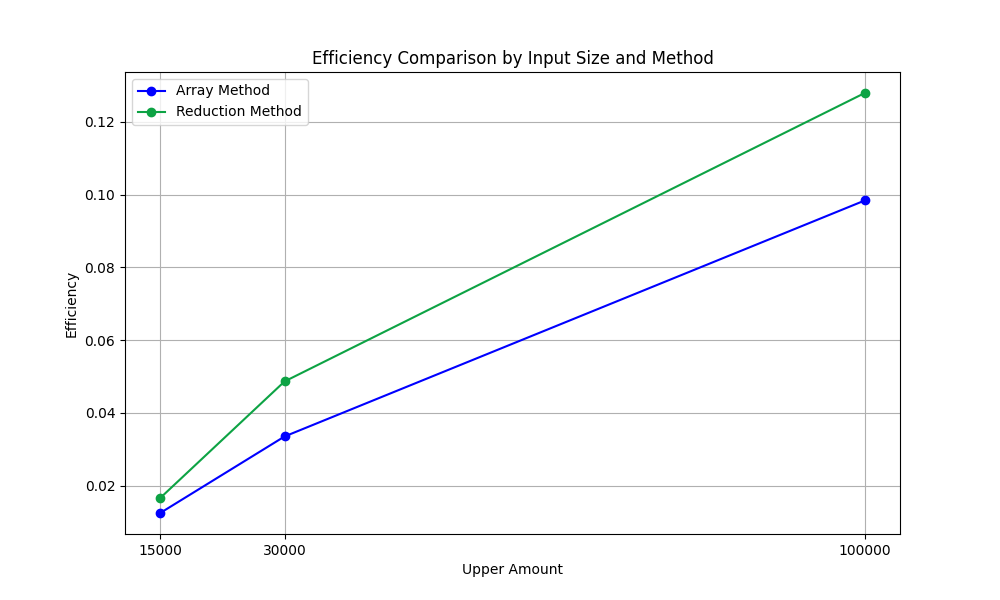 Efficiency Comparison by Input Size and Method
Array Method
Reduction Method
0.12
0.10
0.08
0.06
0.04
0.02
Efficiency
15000 30000 100000
Upper Amount